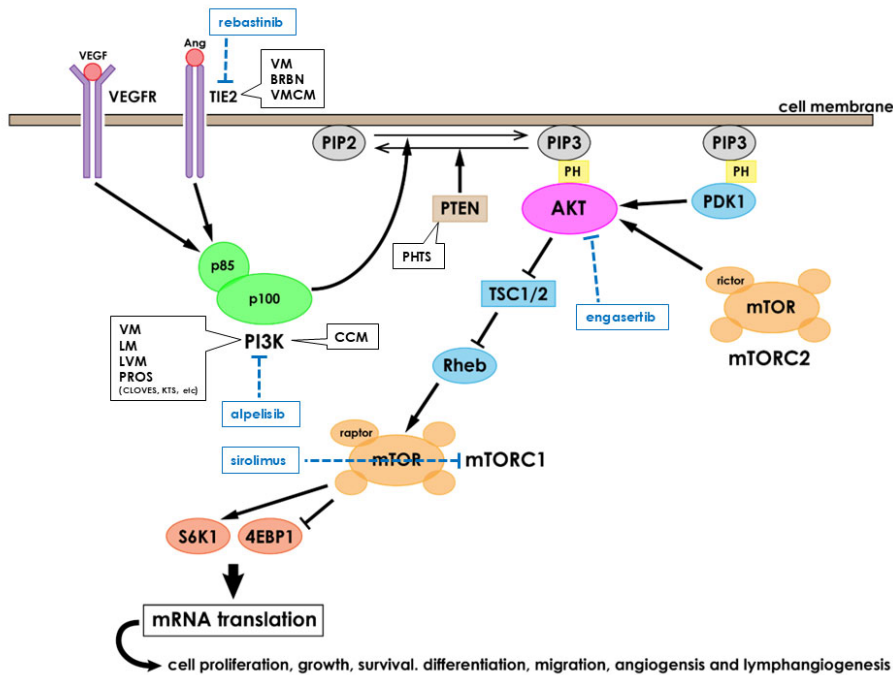 rebastinib
VEGF
Ang
VEGFR
TIE2
VM
BRBN
VMCM
cell membrane
PIP2
PIP3
PIP3
PH
PH
AKT
PDK1
PTEN
PHTS
p85
p100
TSC1/2
engasertib
rictor
mTOR
mTORC2
VM
LM
LVM
PROS
(CLOVES, KTS, etc)
PI3K
CCM
Rheb
alpelisib
raptor
sirolimus
mTOR
mTORC1
S6K1
4EBP1
mRNA translation
cell proliferation, growth, survival. differentiation, migration, angiogensis and lymphangiogenesis